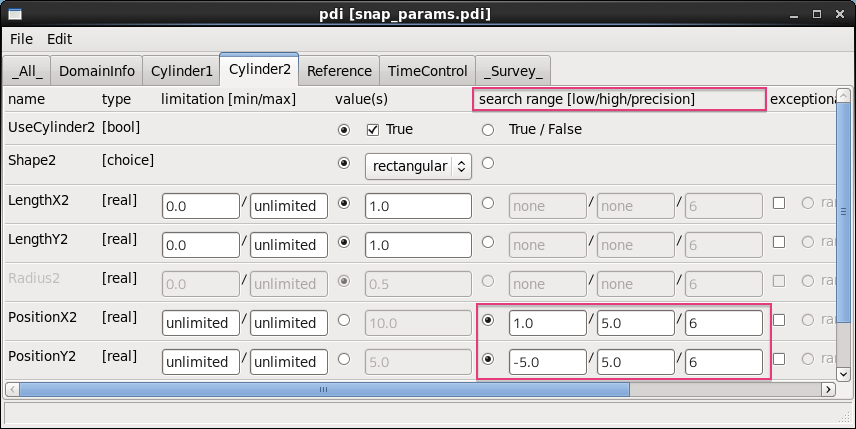 pdi [snap_params.pdi]
File Edit
_All_ DomainInfo Cylinder1 Cylinder2 Reference TimeControl _Survey_
name type limitation [min/max] value(s) search range [low/high/precision] exceptiona
UseCylinder2 [bool] True True / False
Shape2 [choice] rectangular
LengthX2 [real] 0.0 / unlimited 1.0 none / none / 6 ra
LengthY2 [real] 0.0 / unlimited 1.0 none / none / 6 ra
Radius2 [real] 0.0 / unlimited 0.5 none / none / 6 ra
PositionX2 [real] unlimited / unlimited 10.0 1.0 / 5.0 / 6 ra
PositionY2 [real] unlimited / unlimited 5.0 -5.0 / 5.0 / 6 ra